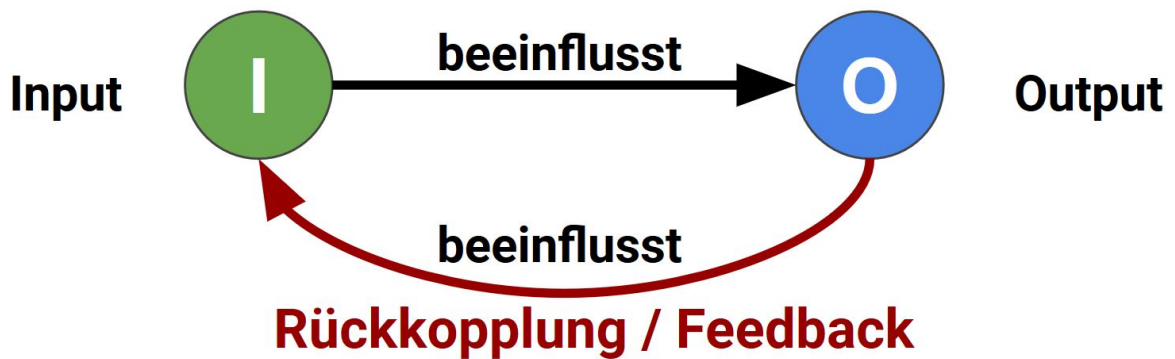 beeinflusst
Input
I
O
Output
beeinflusst
Rückkopplung / Feedback